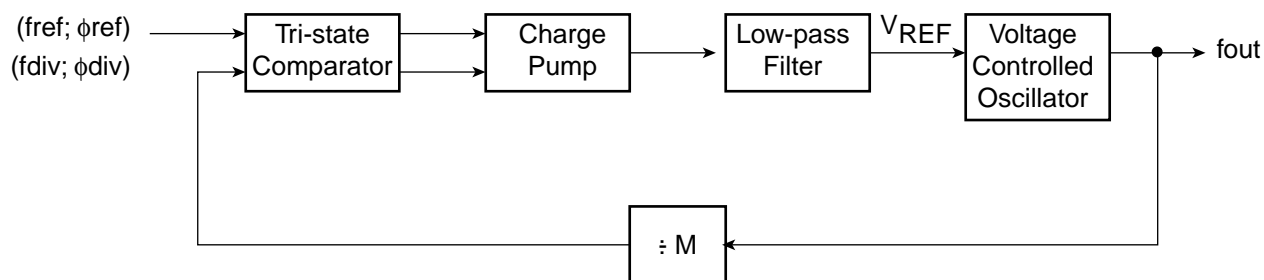 (fref; ϕref)
(fdiv; ϕdiv)
Tri-state
Comparator
Charge
Pump
Low-pass
Filter
VREF
Voltage
Controlled
Oscillator
fout
÷ M